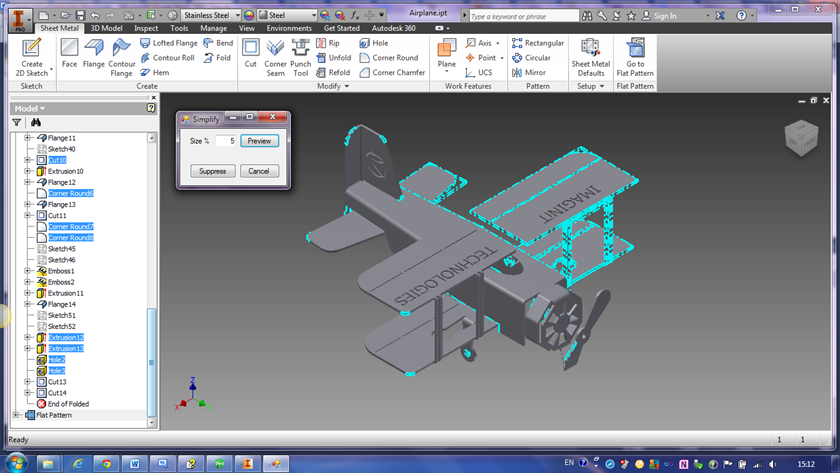 Airplane.ipt
Stainless Steel
Steel
Type a keyword or phrase
Sign In
PRO
Sheet Metal
3D Model
Inspect
Tools
Manage
View
Environments
Get Started
Autodesk 360
Create
2D Sketch
Face
Flange
Contour
Flange
Lofted Flange
Contour Roll
Hem
Bend
Fold
Cut
Corner
Seam
Punch
Tool
Rip
Unfold
Refold
Hole
Corner Round
Corner Chamfer
Plane
Axis
Point
UCS
Rectangular
Circular
Mirror
Sheet Metal
Defaults
Go to
Flat Pattern
Sketch
Create
Modify
Work Features
Pattern
Setup
Flat Pattern
Model
Flange11
Sketch40
Cut10
Extrusion10
Flange12
Corner Round6
Flange13
Cut11
Corner Round7
Corner Round8
Sketch45
Sketch46
Emboss1
Emboss2
Extrusion11
Flange14
Sketch51
Sketch52
Extrusion12
Extrusion13
Hole2
Hole3
Cut13
Cut14
End of Folded
Flat Pattern
Simplify
Size % 5 Preview
Suppress Cancel
IMAGINIT
TECHNOLOGIES
Z
X
Y
Ready
1 1
EN
15:12